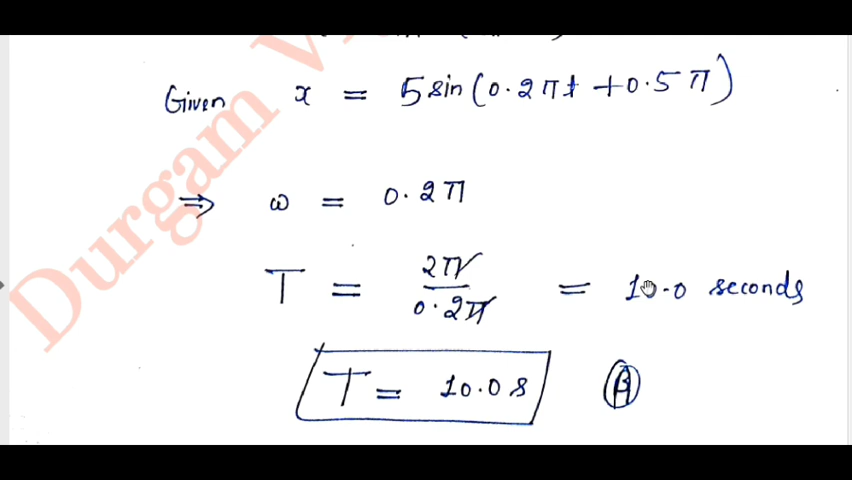 Given x = 5 sin(0.2πt + 0.5π)
⇒ ω = 0.2π
T = 2π/0.2π = 10.0 seconds
T = 10.0 s (A)
Durgam V